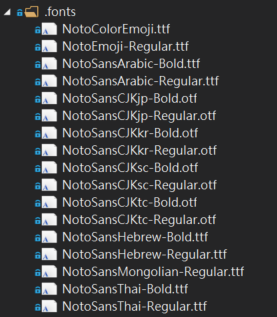 .fonts
NotoColorEmoji.ttf
NotoEmoji-Regular.ttf
NotoSansArabic-Bold.ttf
NotoSansArabic-Regular.ttf
NotoSansCJKjp-Bold.otf
NotoSansCJKjp-Regular.otf
NotoSansCJKkr-Bold.otf
NotoSansCJKkr-Regular.otf
NotoSansCJKsc-Bold.otf
NotoSansCJKsc-Regular.otf
NotoSansCJKtc-Bold.otf
NotoSansCJKtc-Regular.otf
NotoSansHebrew-Bold.ttf
NotoSansHebrew-Regular.ttf
NotoSansMongolian-Regular.ttf
NotoSansThai-Bold.ttf
NotoSansThai-Regular.ttf